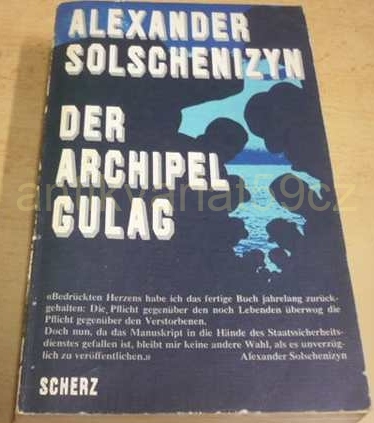 ALEXANDER
SOLSCHENIZYN
DER
ARCHIPEL
GULAG
antikvariat59cz
«Bedrückten Herzens habe ich das fertige Buch jahrelang zurück-
gehalten: Die Pflicht gegenüber den noch Lebenden überwog die
Pflicht gegenüber den Verstorbenen.
Doch nun, da das Manuskript in die Hände des Staatssicherheits-
dienstes gefallen ist, bleibt mir keine andere Wahl, als es unverzüg-
lich zu veröffentlichen.» Alexander Solschenizyn
SCHERZ